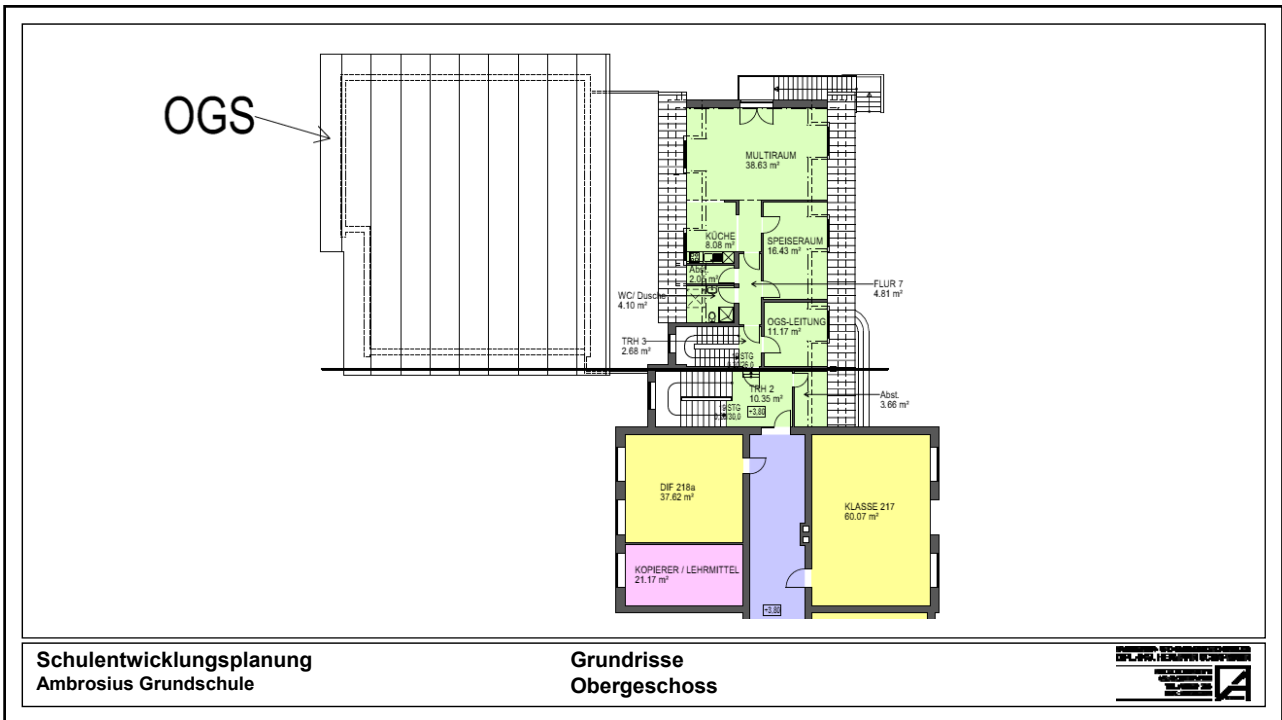 OGS
MULTIRAUM
38.63 m²
KÜCHE
8.08 m²
SPEISERAUM
16.43 m²
Abst.
WC/ Dusche
4.10 m²
FLUR 7
4.81 m²
OGS-LEITUNG
11.17 m²
TRH 3
2.68 m²
TRH 2
10.35 m²
+3,80
Abst.
3.66 m²
DIF 218a
37.62 m²
KLASSE 217
60.07 m²
KOPIERER / LEHRMITTEL
21.17 m²
+3,80
Schulentwicklungsplanung
Ambrosius Grundschule
Grundrisse
Obergeschoss